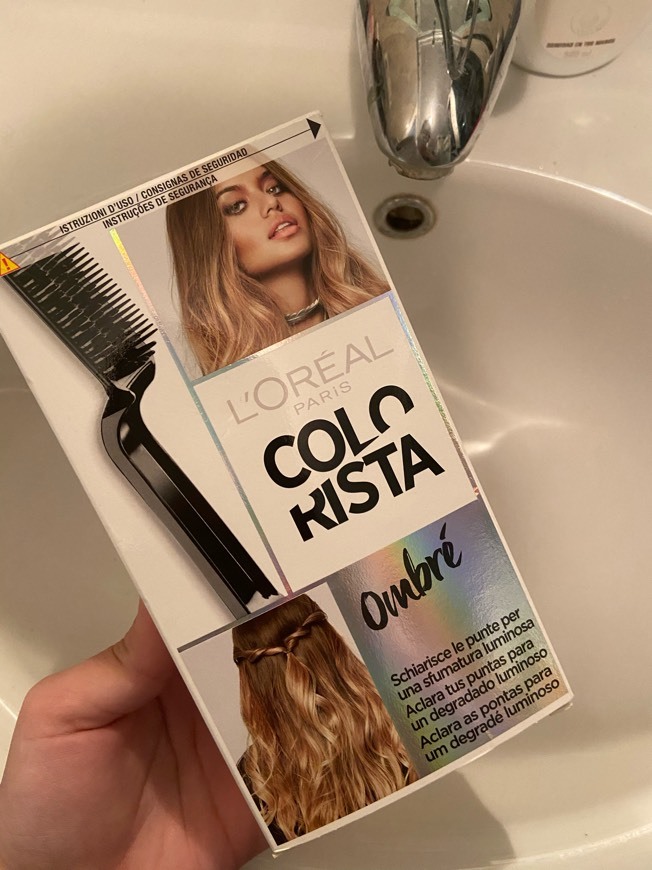 ISTRUZIONI D'USO / CONSIGNAS DE SEGURIDAD
INSTRUÇÕES DE SEGURANÇA
L'ORÉAL
PARIS
COLO
RISTA
Ombré
Schiarisce le punte per
una sfumatura luminosa
Aclara tus puntas para
un degradado luminoso
Aclara as pontas para
um degradé luminoso